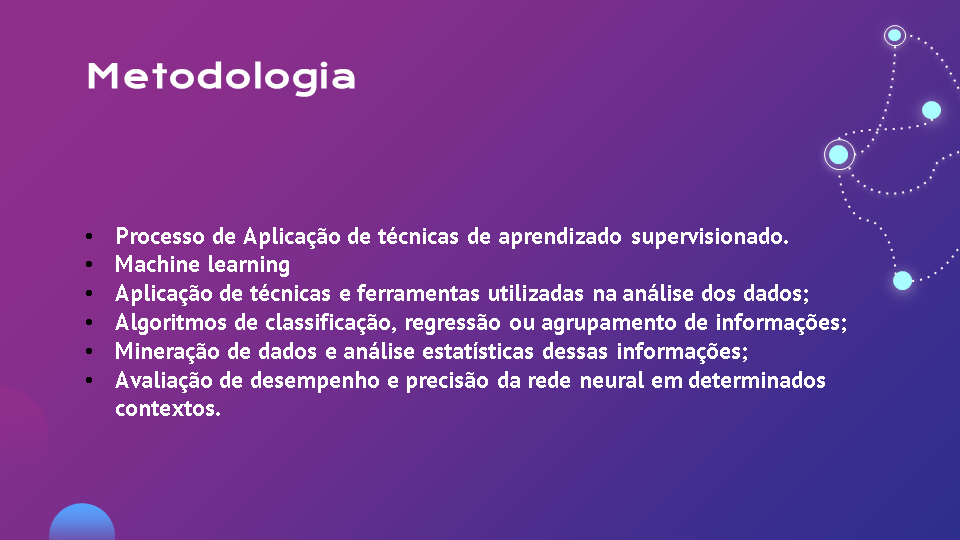 Metodologia
• Processo de Aplicação de técnicas de aprendizado supervisionado.
• Machine learning
• Aplicação de técnicas e ferramentas utilizadas na análise dos dados;
• Algoritmos de classificação, regressão ou agrupamento de informações;
• Mineração de dados e análise estatísticas dessas informações;
• Avaliação de desempenho e precisão da rede neural em determinados
contextos.